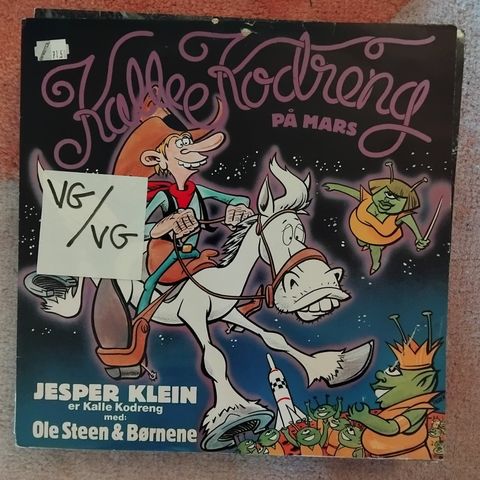 Kalle Kodreng
PÅ MARS
VG/
VG
JESPER KLEIN
er Kalle Kodreng
med:
Ole Steen & Børnene